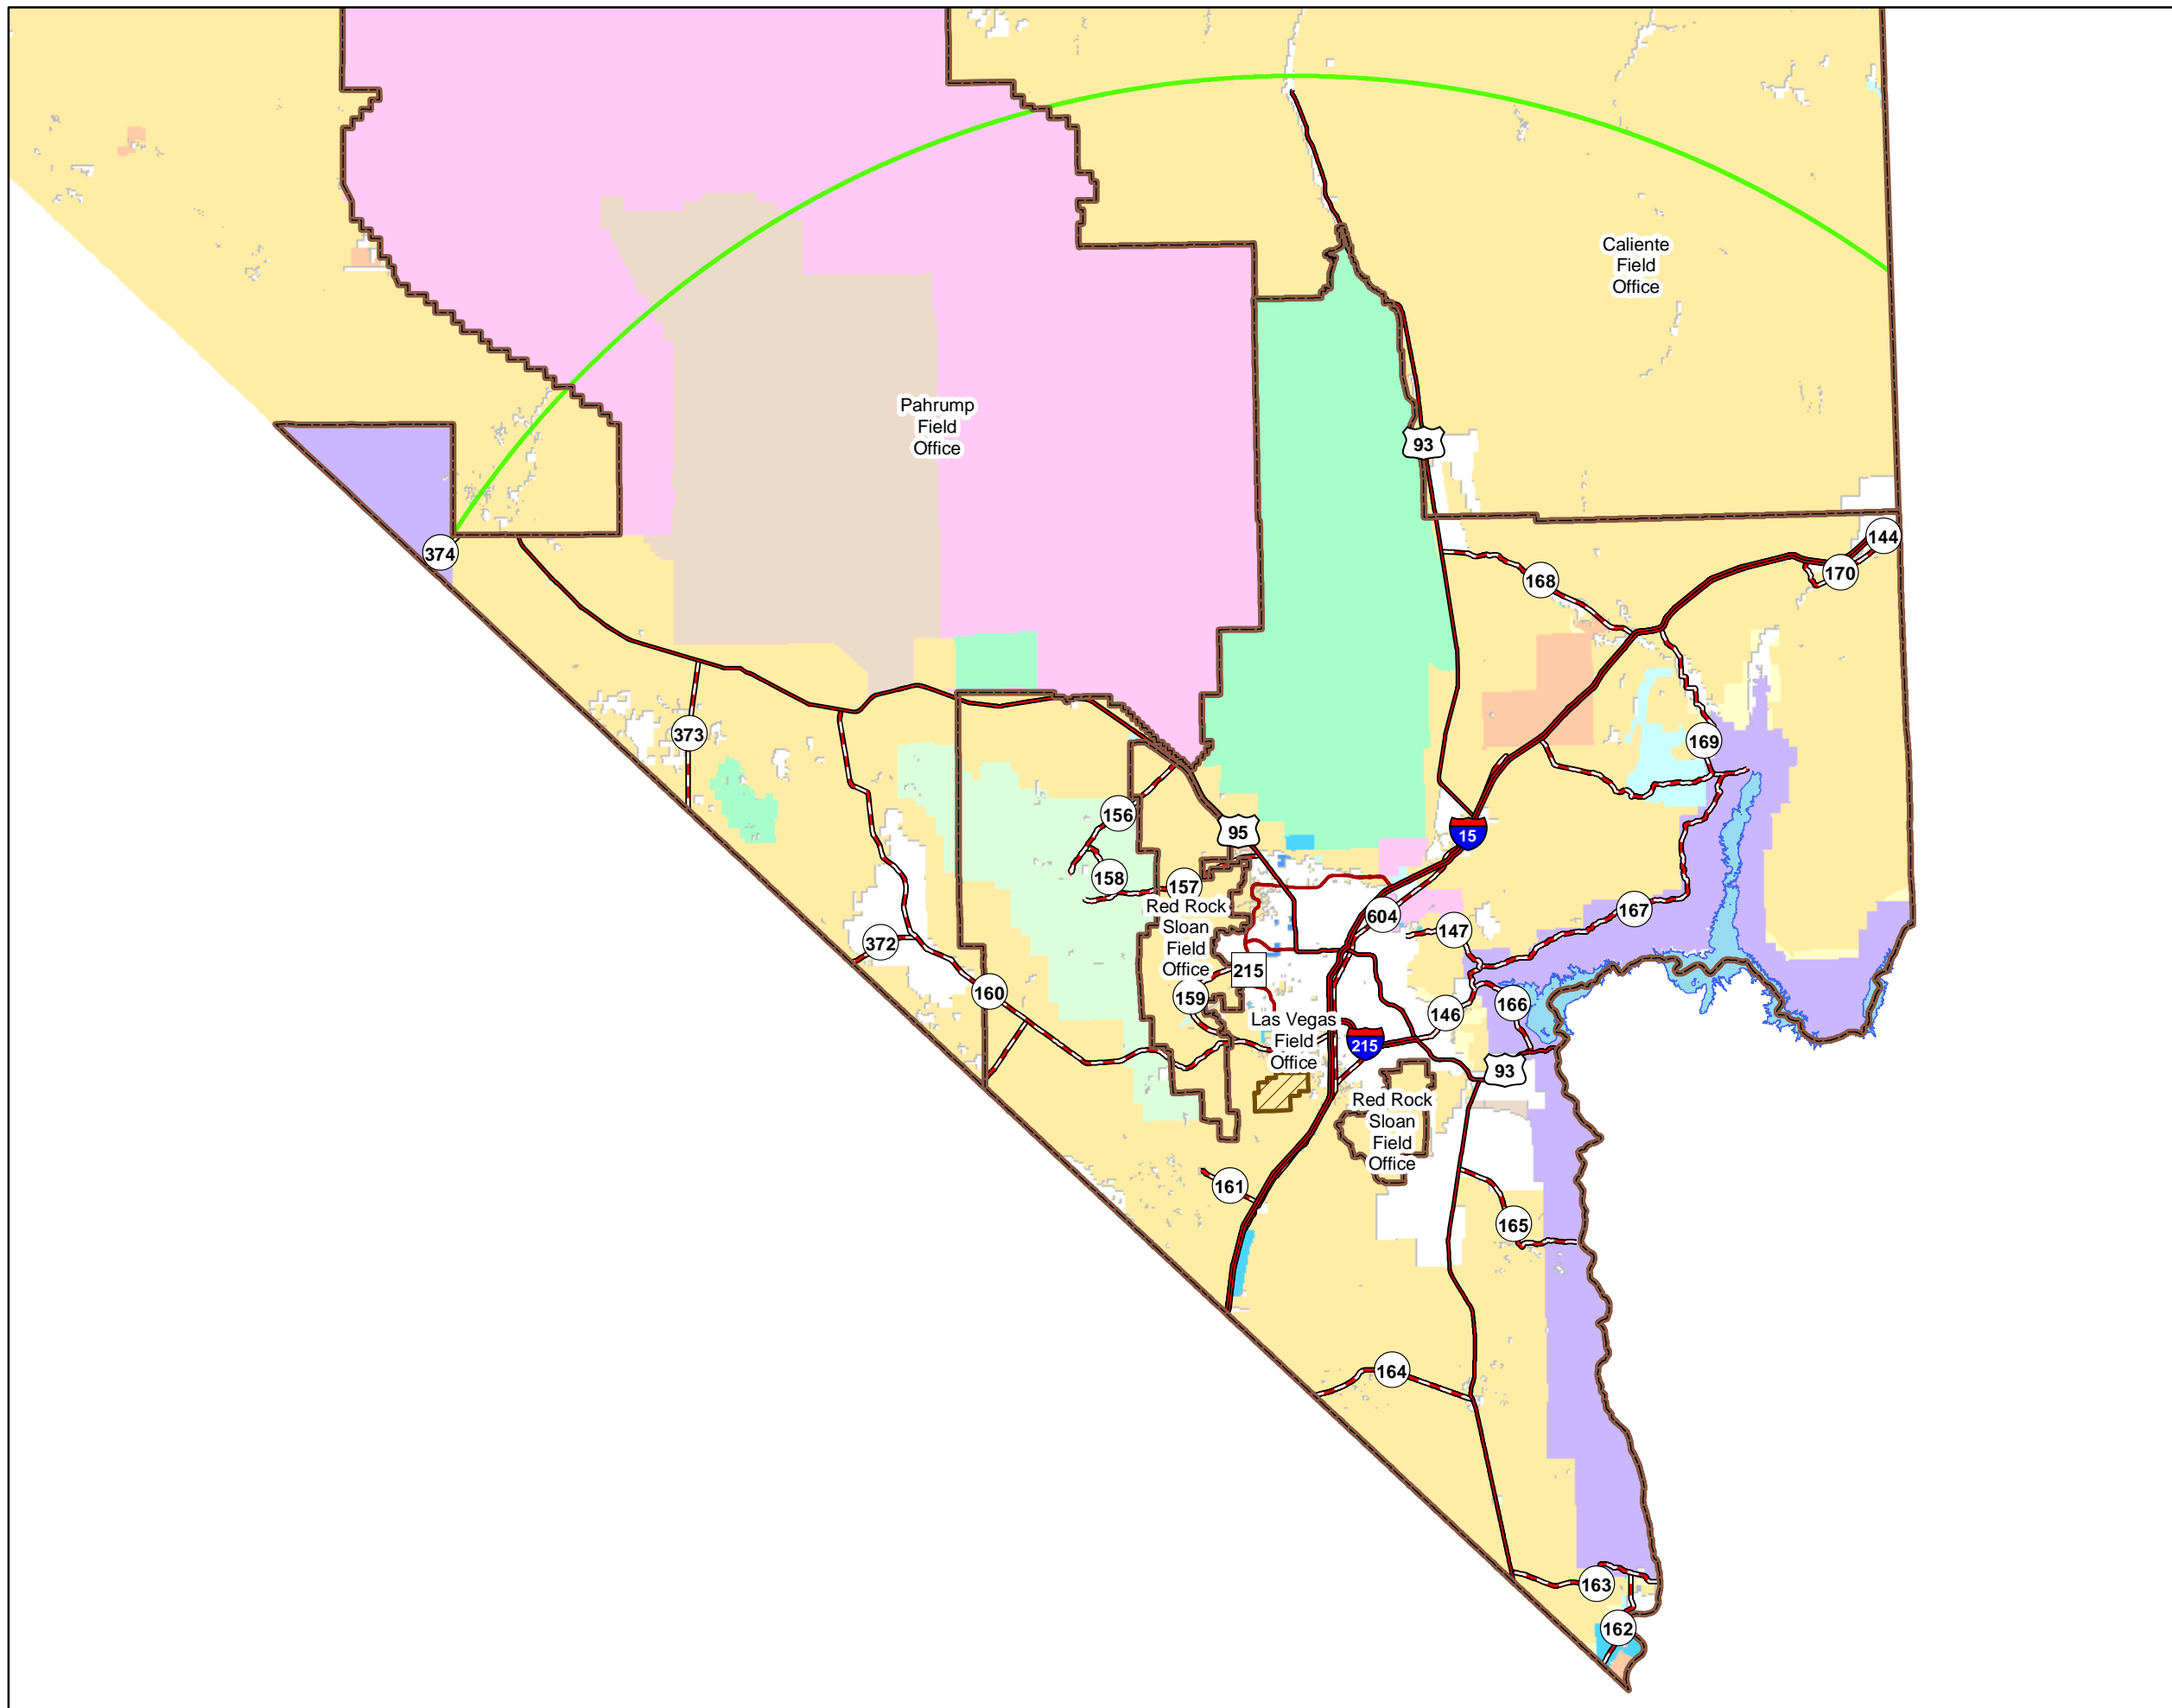 Caliente
Field
Office
Pahrump
Field
Office
93
374
144
170
168
373
169
156
95
15
158
157
Red Rock
Sloan
Field
Office
604
167
147
372
215
160
159
166
146
Las Vegas
Field
Office
215
93
Red Rock
Sloan
Field
Office
161
165
164
163
162